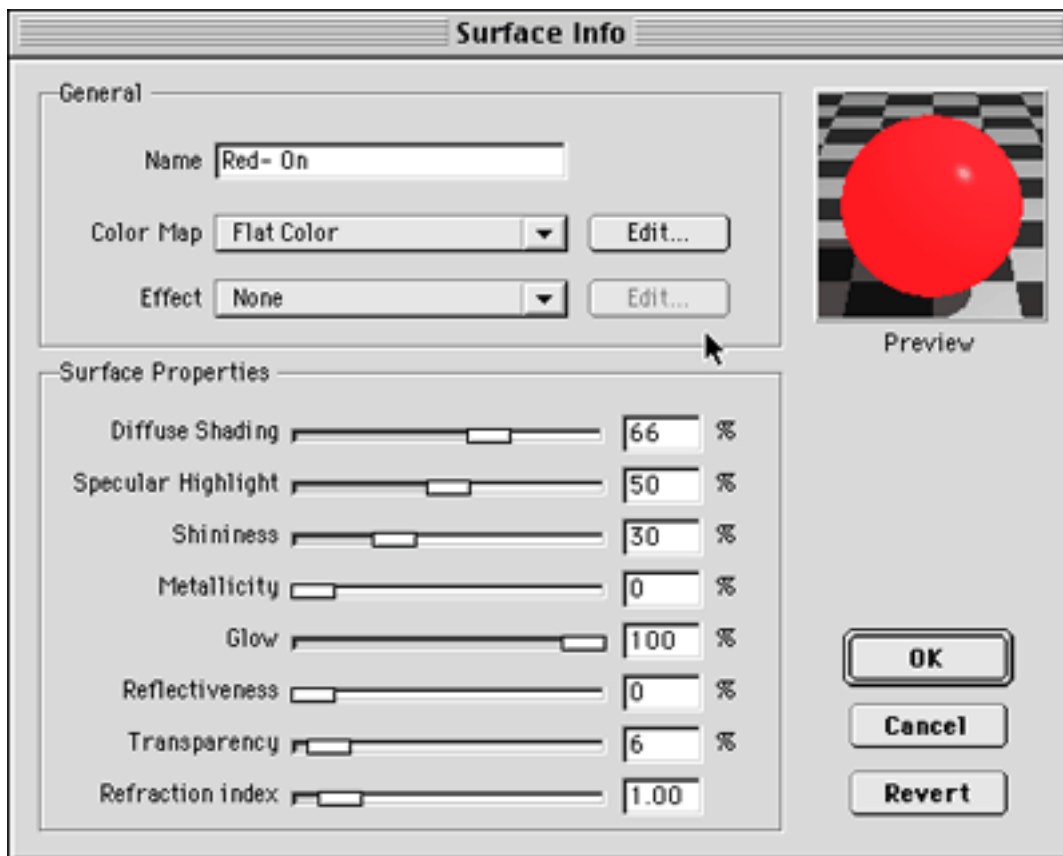 Surface Info
General
Name Red- On
Color Map Flat Color Edit...
Effect None Edit...
Preview
Surface Properties
Diffuse Shading 66 %
Specular Highlight 50 %
Shininess 30 %
Metallicity 0 %
Glow 100 %
Reflectiveness 0 %
Transparency 6 %
Refraction index 1.00
OK
Cancel
Revert